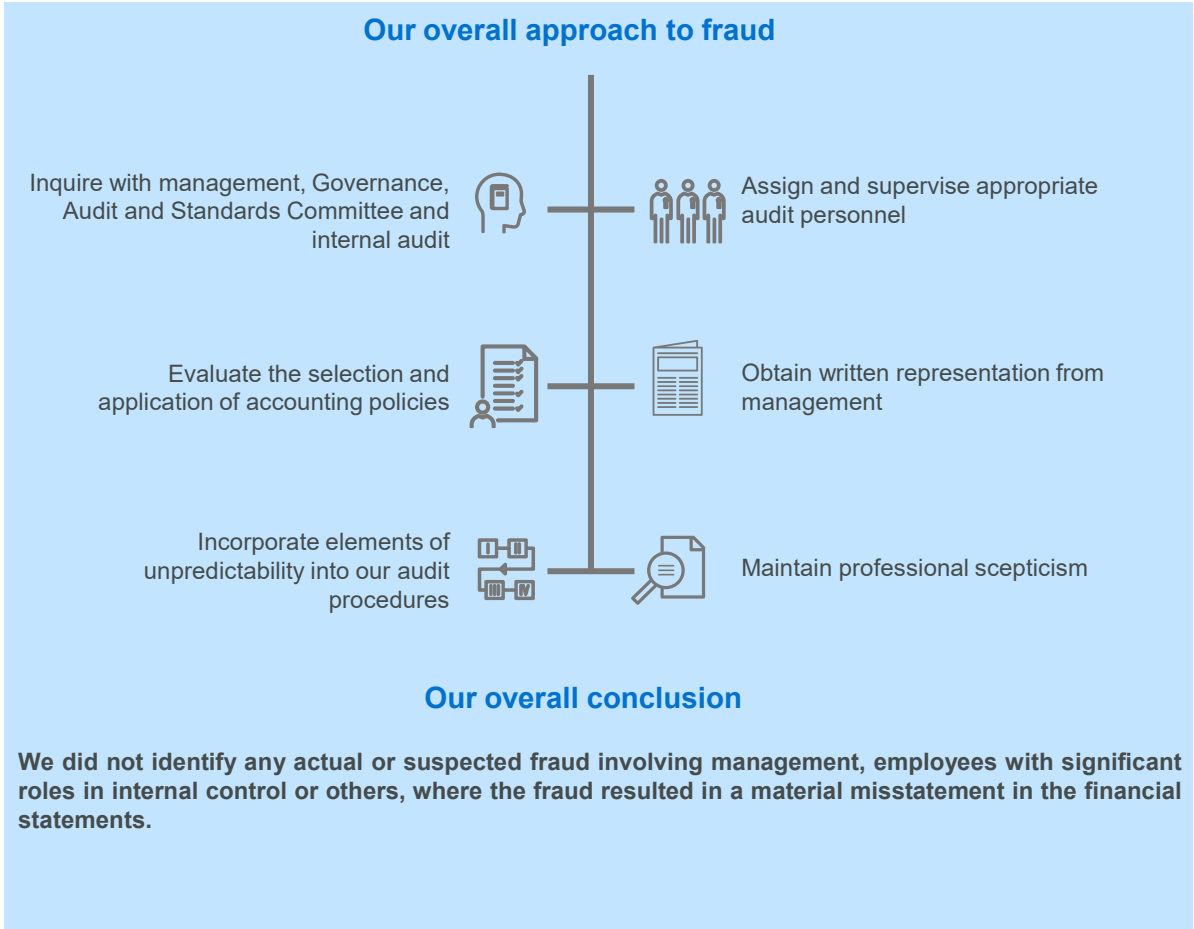 Our overall approach to fraud
Inquire with management, Governance,
Audit and Standards Committee and
internal audit
Assign and supervise appropriate
audit personnel
Evaluate the selection and
application of accounting policies
Obtain written representation from
management
Incorporate elements of
unpredictability into our audit
procedures
I II
III IV
Maintain professional scepticism
Our overall conclusion
We did not identify any actual or suspected fraud involving management, employees with significant
roles in internal control or others, where the fraud resulted in a material misstatement in the financial
statements.